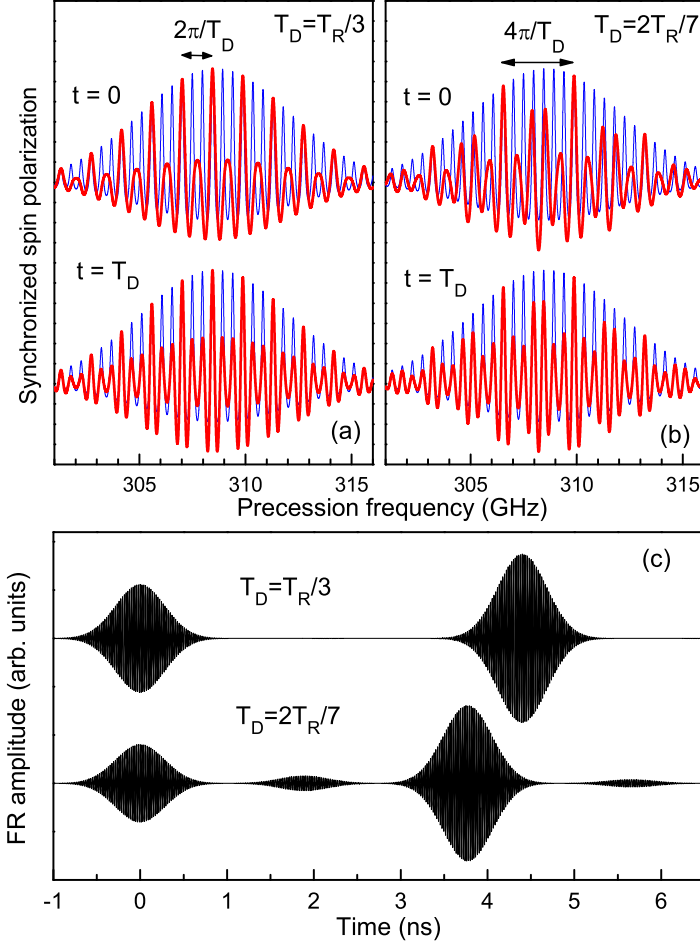 2π/T_D
T_D=T_R/3
4π/T_D
T_D=2T_R/7
t = 0
t = 0
t = T_D
t = T_D
(a)
(b)
Synchronized spin polarization
305
310
315
305
310
315
Precession frequency (GHz)
(c)
T_D=T_R/3
T_D=2T_R/7
FR amplitude (arb. units)
-1
0
1
2
3
4
5
6
Time (ns)